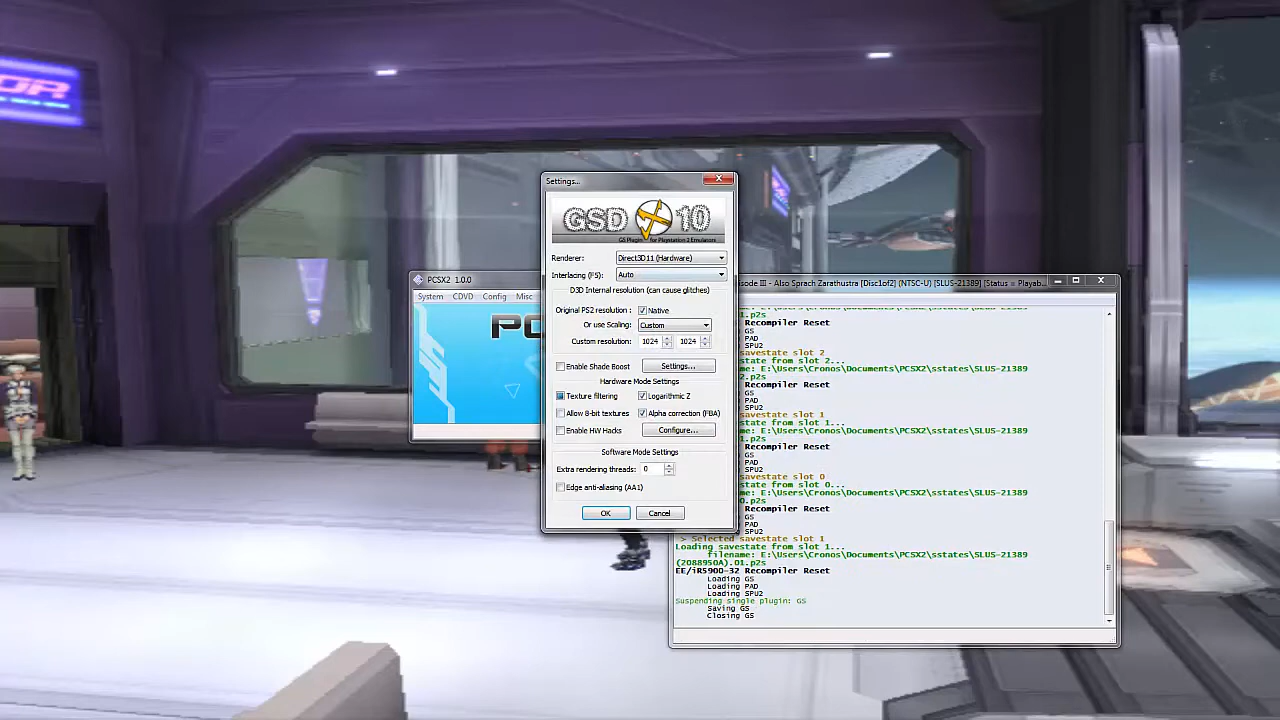 OR
Settings...
GSD 10
GS Plugin for Playstation 2 Emulators
Renderer: Direct3D11 (Hardware)
Interlacing (F5): Auto
D3D Internal resolution (can cause glitches)
Original PS2 resolution : Native
Or use Scaling: Custom
Custom resolution: 1024 1024
Enable Shade Boost Settings...
Hardware Mode Settings
Texture filtering Logarithmic Z
Allow 8-bit textures Alpha correction (FBA)
Enable HW Hacks Configure...
Software Mode Settings
Extra rendering threads: 0
Edge anti-aliasing (AA1)
OK Cancel
PCSX2 1.0.0
System CDVD Config Misc
PC
isode III - Also Sprach Zarathustra [Disc1of2] (NTSC-U) [SLUS-21389] [Status = Playab...
1.p2s
Recompiler Reset
GS
PAD
SPU2
savestate slot 2
state from slot 2...
me: E:\Users\Cronos\Documents\PCSX2\sstates\SLUS-21389
2.p2s
Recompiler Reset
GS
PAD
SPU2
savestate slot 1
state from slot 1...
me: E:\Users\Cronos\Documents\PCSX2\sstates\SLUS-21389
1.p2s
Recompiler Reset
GS
PAD
SPU2
savestate slot 0
state from slot 0...
me: E:\Users\Cronos\Documents\PCSX2\sstates\SLUS-21389
0.p2s
Recompiler Reset
GS
PAD
SPU2
> Selected savestate slot 1
Loading savestate from slot 1...
filename: E:\Users\Cronos\Documents\PCSX2\sstates\SLUS-21389
(2088950A).01.p2s
EE/iR5900-32 Recompiler Reset
Loading GS
Loading PAD
Loading SPU2
Suspending single plugin: GS
Saving GS
Closing GS